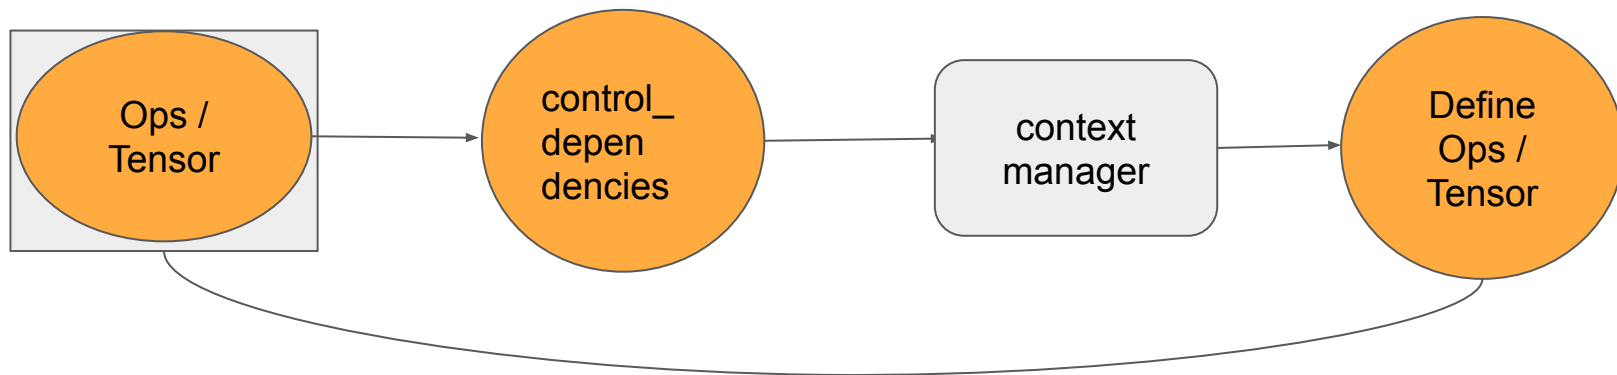 Ops /
Tensor
control_
depen
dencies
context
manager
Define
Ops /
Tensor